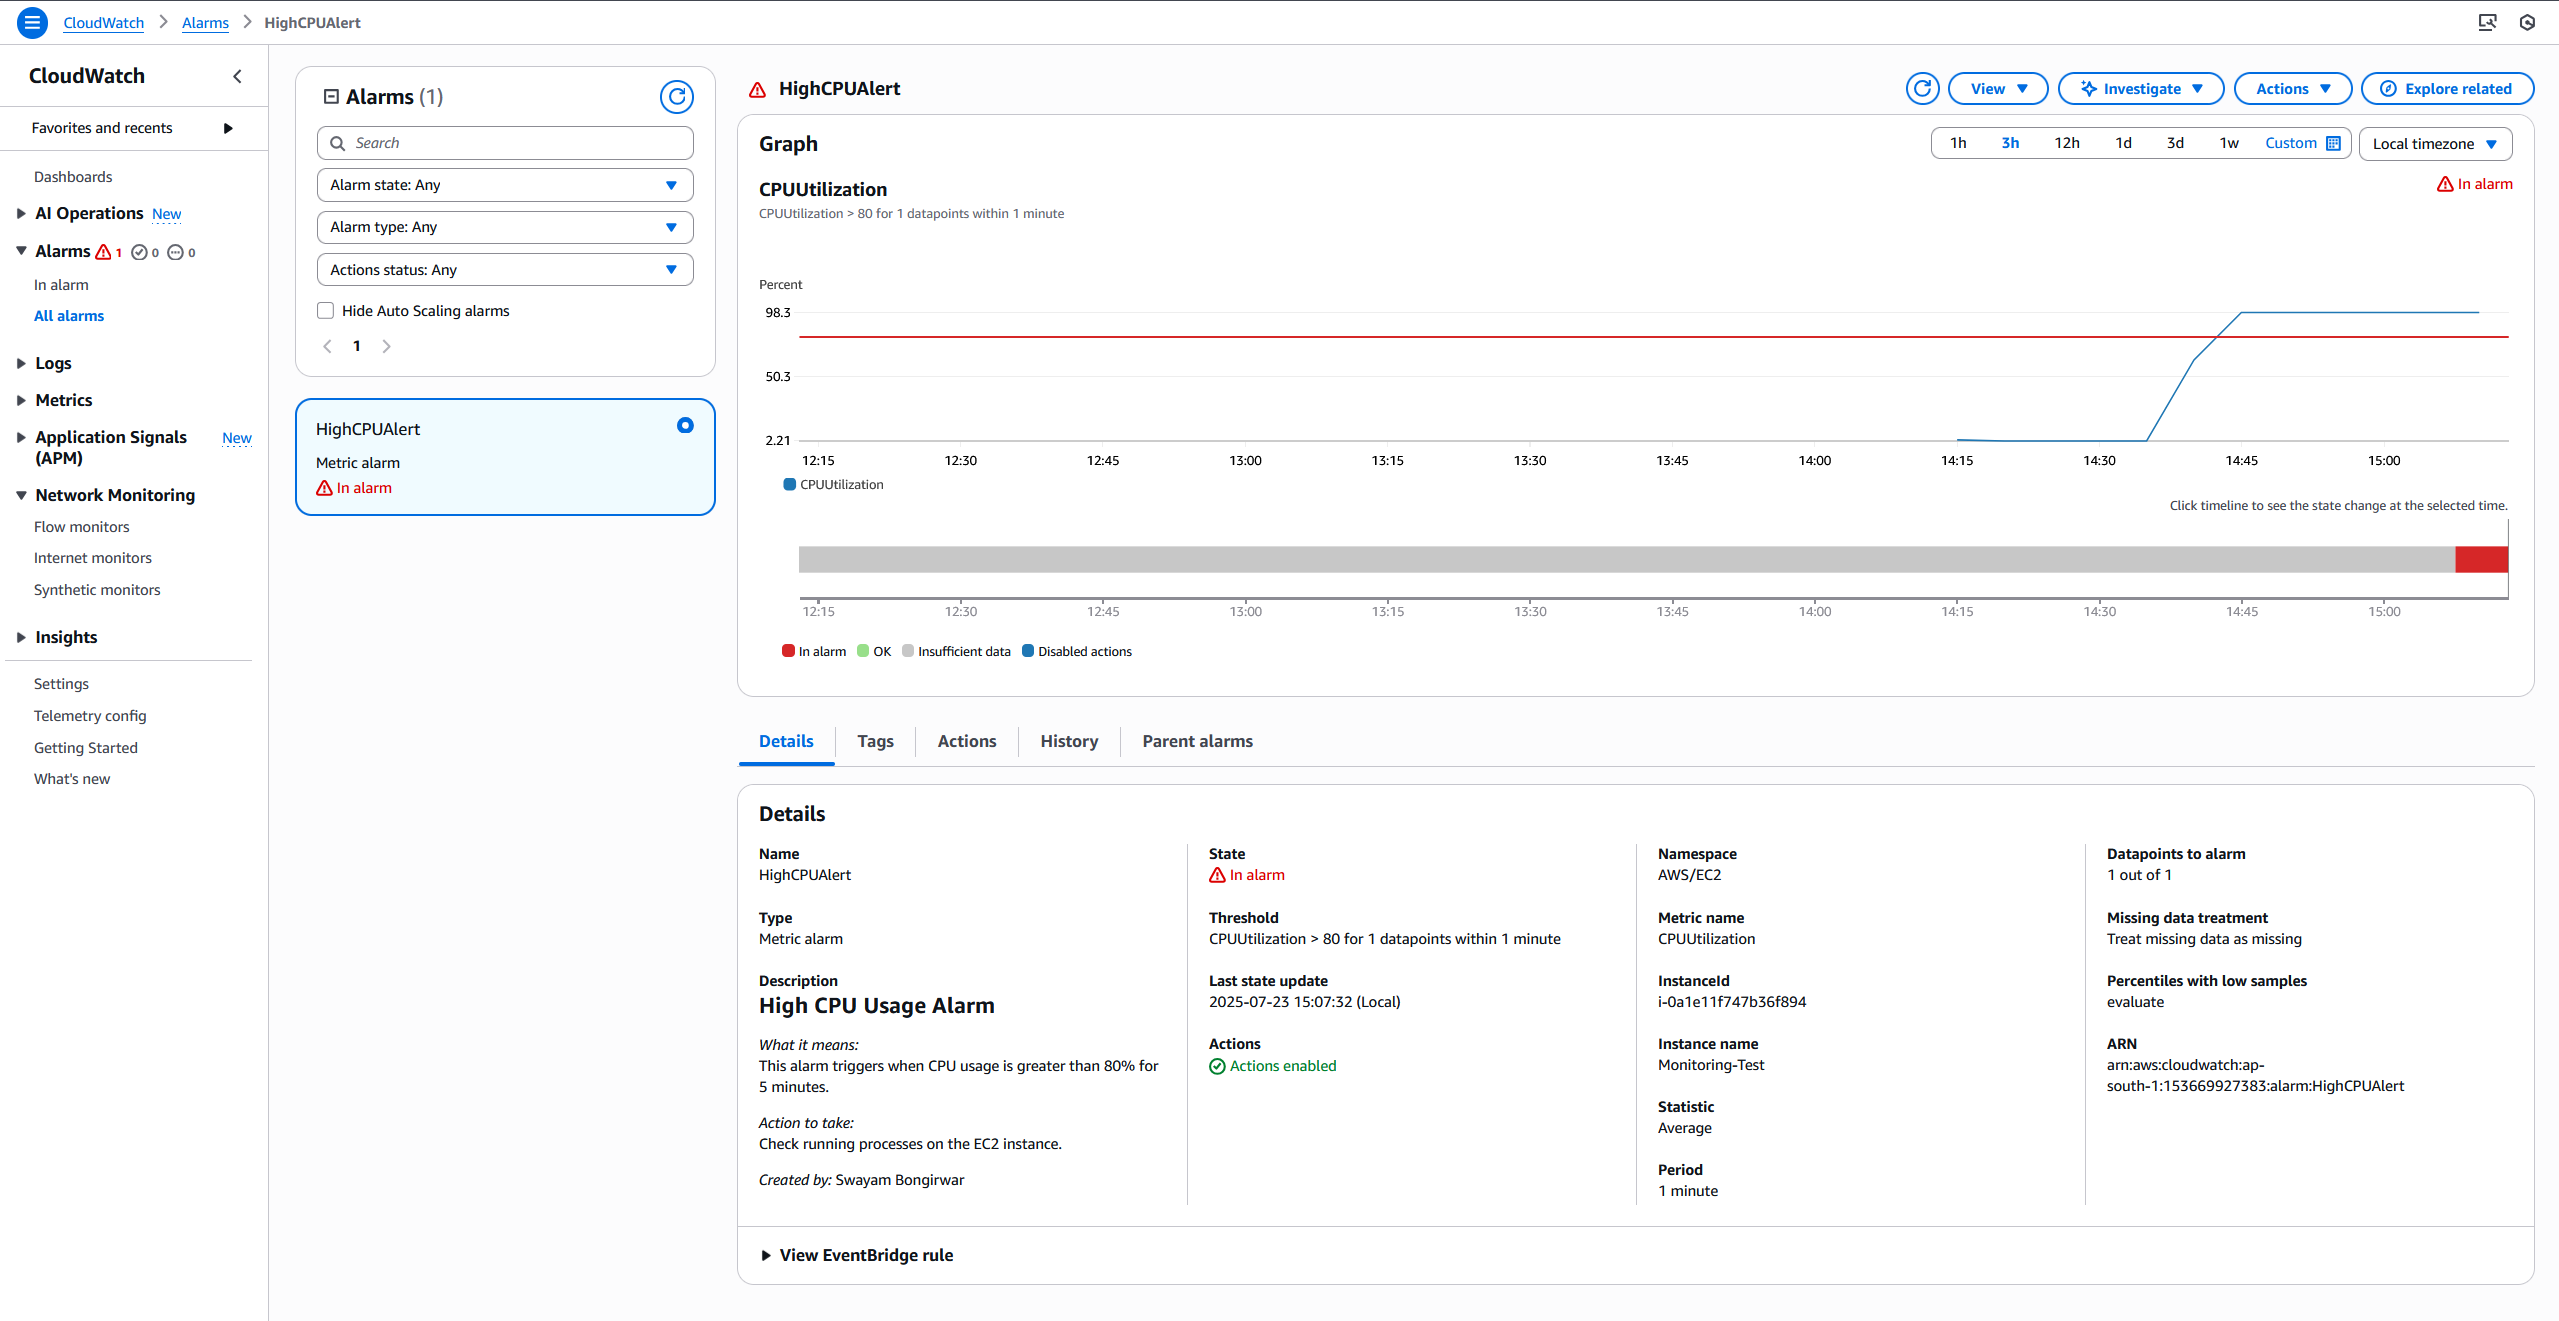 CloudWatch > Alarms > HighCPUAlert
CloudWatch
Favorites and recents
Dashboards
AI Operations New
Alarms 1 0 0
In alarm
All alarms
Logs
Metrics
Application Signals New
(APM)
Network Monitoring
Flow monitors
Internet monitors
Synthetic monitors
Insights
Settings
Telemetry config
Getting Started
What's new
Alarms (1)
Search
Alarm state: Any
Alarm type: Any
Actions status: Any
Hide Auto Scaling alarms
1
HighCPUAlert
Metric alarm
In alarm
HighCPUAlert
View
Investigate
Actions
Explore related
Graph
1h 3h 12h 1d 3d 1w Custom
Local timezone
CPUUtilization
In alarm
CPUUtilization > 80 for 1 datapoints within 1 minute
Percent
98.3
50.3
2.21
12:15 12:30 12:45 13:00 13:15 13:30 13:45 14:00 14:15 14:30 14:45 15:00
CPUUtilization
Click timeline to see the state change at the selected time.
12:15 12:30 12:45 13:00 13:15 13:30 13:45 14:00 14:15 14:30 14:45 15:00
In alarm OK Insufficient data Disabled actions
Details Tags Actions History Parent alarms
Details
Name
HighCPUAlert
Type
Metric alarm
Description
High CPU Usage Alarm
What it means:
This alarm triggers when CPU usage is greater than 80% for
5 minutes.
Action to take:
Check running processes on the EC2 instance.
Created by: Swayam Bongirwar
State
In alarm
Threshold
CPUUtilization > 80 for 1 datapoints within 1 minute
Last state update
2025-07-23 15:07:32 (Local)
Actions
Actions enabled
Namespace
AWS/EC2
Metric name
CPUUtilization
InstanceId
i-0a1e11f747b36f894
Instance name
Monitoring-Test
Statistic
Average
Period
1 minute
Datapoints to alarm
1 out of 1
Missing data treatment
Treat missing data as missing
Percentiles with low samples
evaluate
ARN
arn:aws:cloudwatch:ap-
south-1:153669927383:alarm:HighCPUAlert
View EventBridge rule